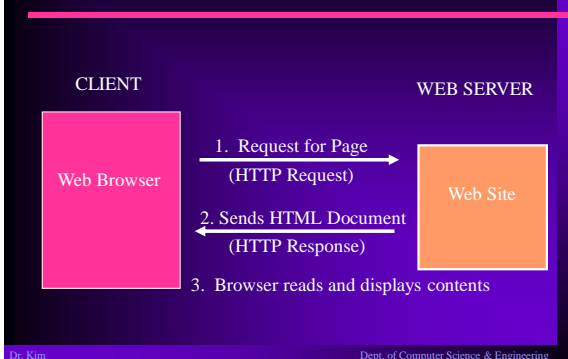 CLIENT
WEB SERVER
1. Request for Page
(HTTP Request)
Web Browser
Web Site
2. Sends HTML Document
(HTTP Response)
3. Browser reads and displays contents
Dr. Kim
Dept. of Computer Science & Engineering